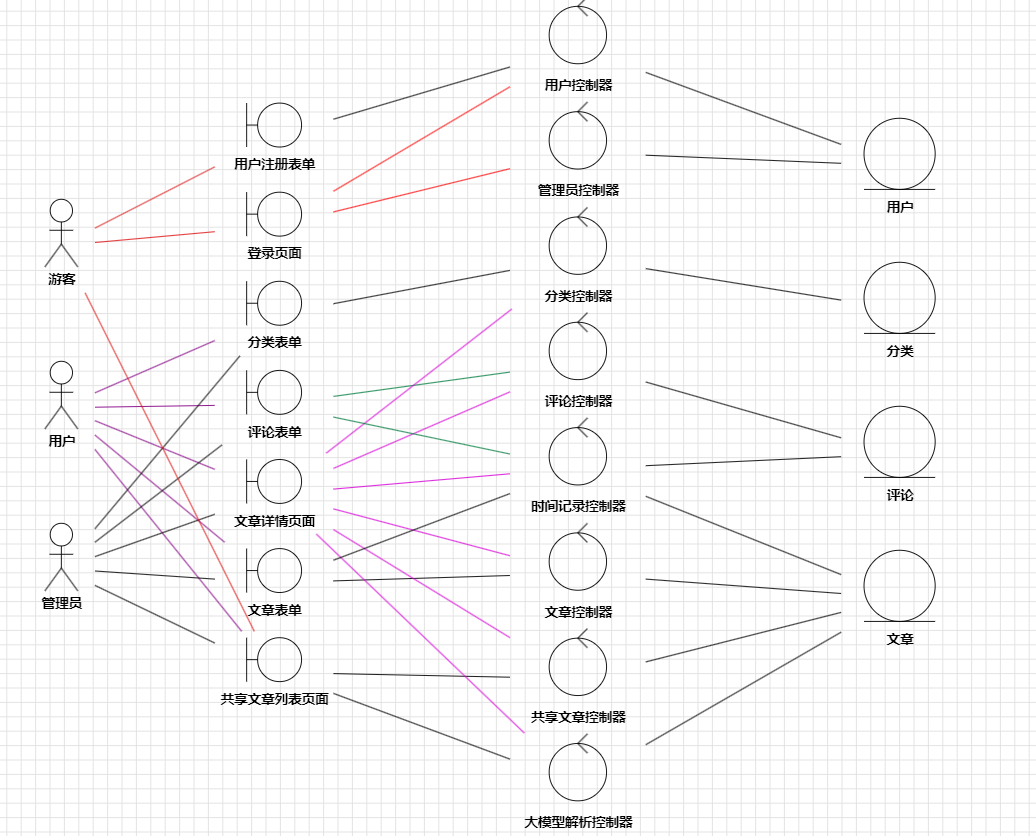 游客
用户
管理员
用户注册表单
登录页面
分类表单
评论表单
文章详情页面
文章表单
共享文章列表页面
用户控制器
管理员控制器
分类控制器
评论控制器
时间记录控制器
文章控制器
共享文章控制器
大模型解析控制器
用户
分类
评论
文章